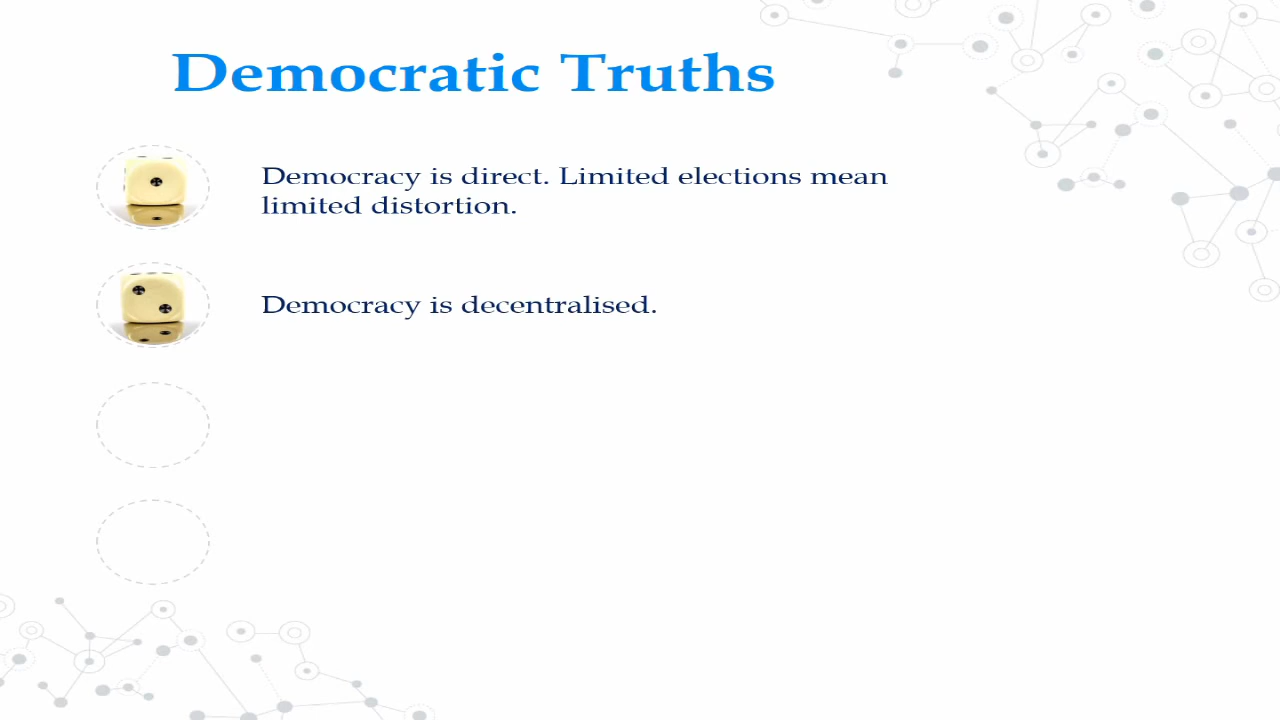 Democratic Truths
Democracy is direct. Limited elections mean
limited distortion.
Democracy is decentralised.